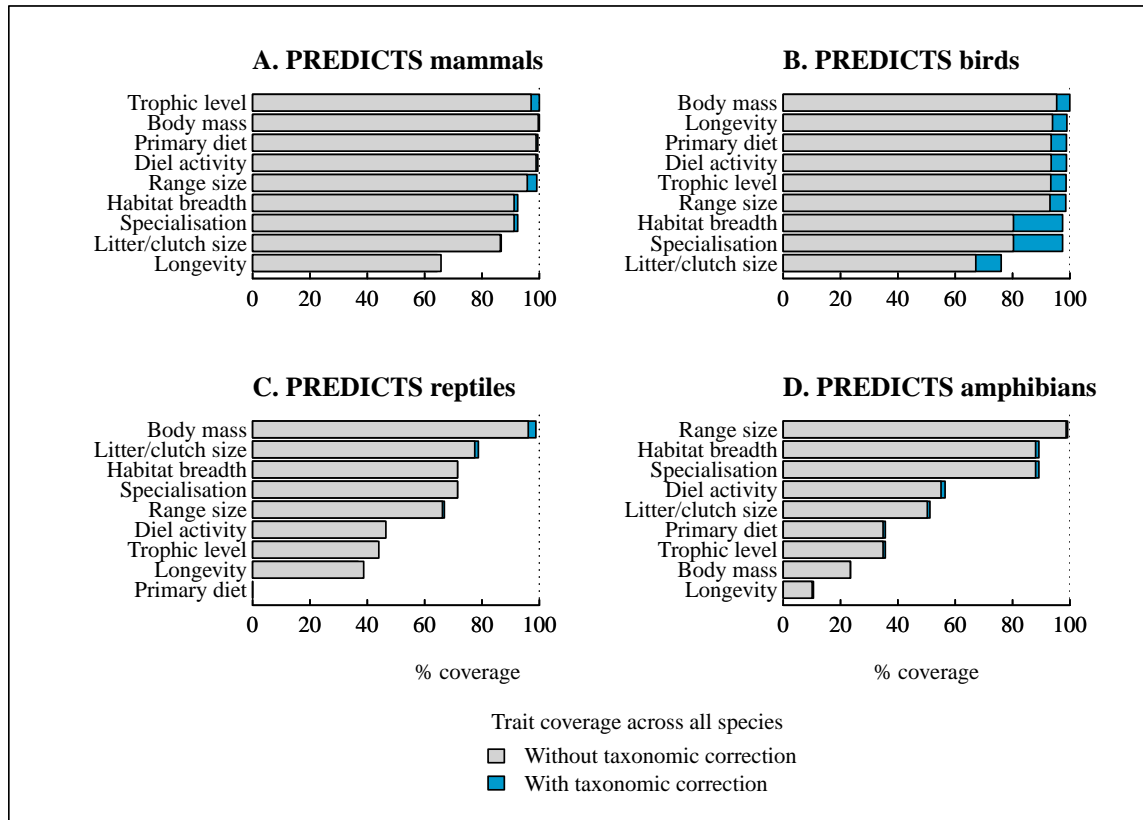 A. PREDICTS mammals
Trophic level
Body mass
Primary diet
Diel activity
Range size
Habitat breadth
Specialisation
Litter/clutch size
Longevity
0 20 40 60 80 100
B. PREDICTS birds
Body mass
Longevity
Primary diet
Diel activity
Trophic level
Range size
Habitat breadth
Specialisation
Litter/clutch size
0 20 40 60 80 100
C. PREDICTS reptiles
Body mass
Litter/clutch size
Habitat breadth
Specialisation
Range size
Diel activity
Trophic level
Longevity
Primary diet
0 20 40 60 80 100
% coverage
D. PREDICTS amphibians
Range size
Habitat breadth
Specialisation
Diel activity
Litter/clutch size
Primary diet
Trophic level
Body mass
Longevity
0 20 40 60 80 100
% coverage
Trait coverage across all species
Without taxonomic correction
With taxonomic correction